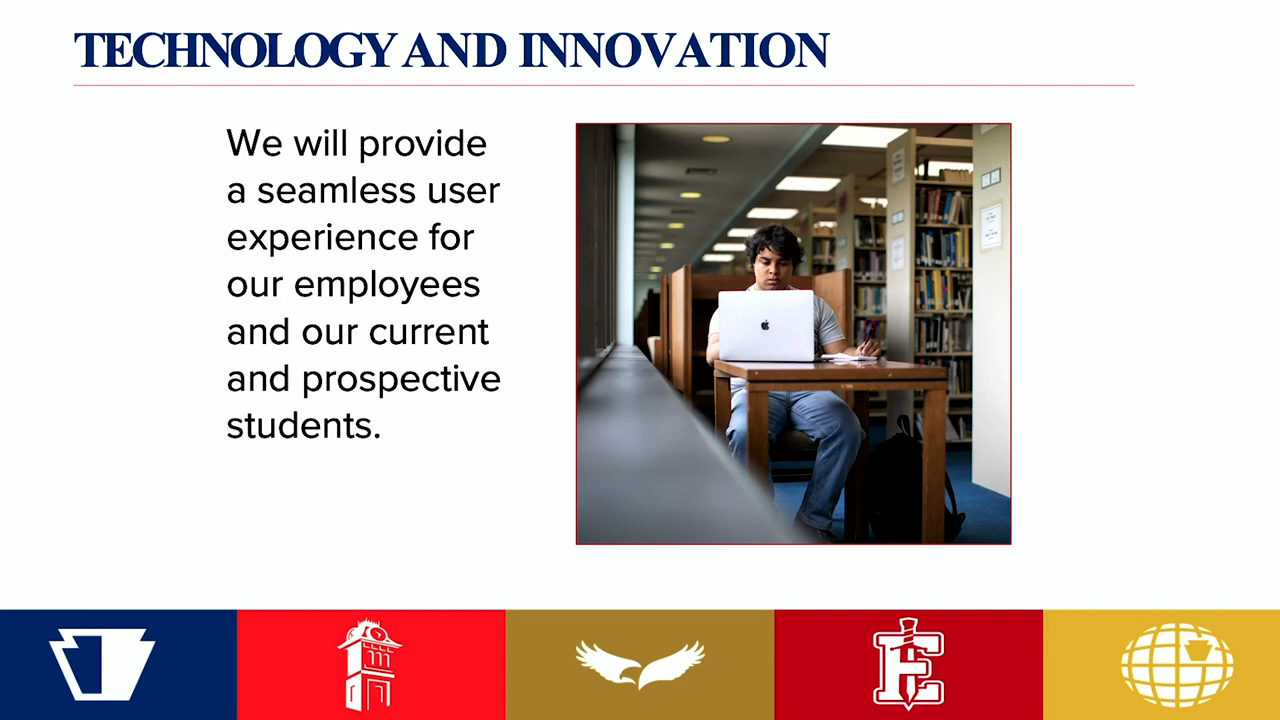 TECHNOLOGY AND INNOVATION
We will provide
a seamless user
experience for
our employees
and our current
and prospective
students.
E